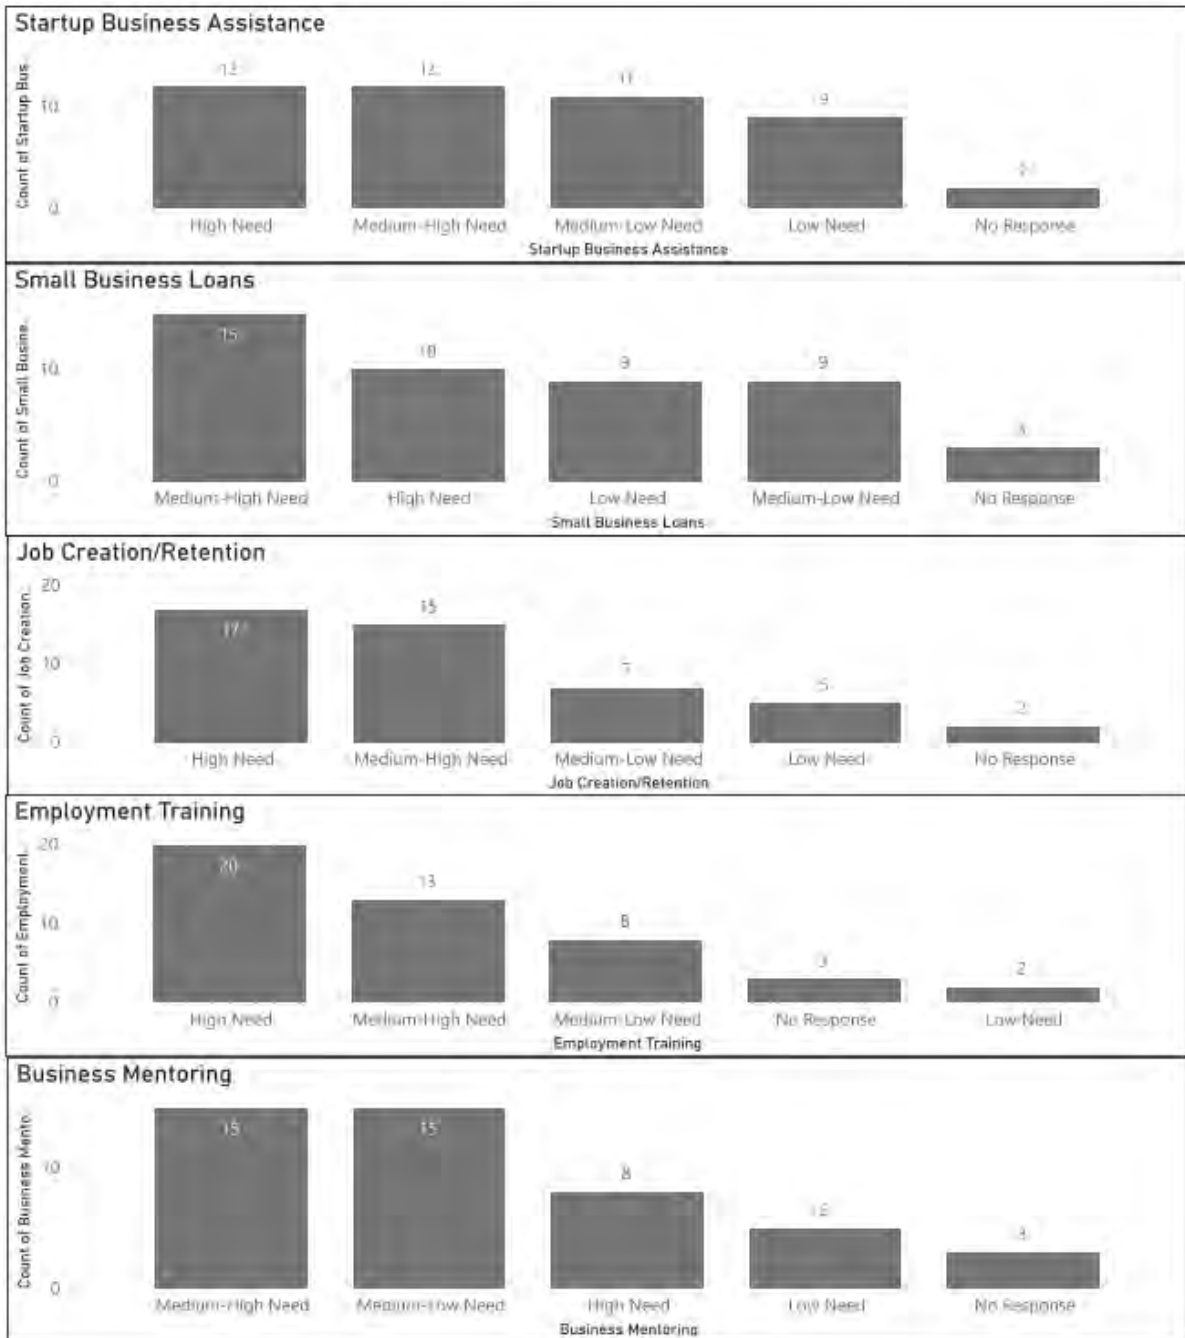 Startup Business Assistance
Count of Startup Bus...
12 12 11 9 2
10
0
High Need Medium-High Need Medium-Low Need Low Need No Response
Startup Business Assistance
Small Business Loans
Count of Small Busine...
15 10 9 9 3
10
0
Medium-High Need High Need Low Need Medium-Low Need No Response
Small Business Loans
Job Creation/Retention
Count of Job Creation...
20
17 15 7 5 2
10
0
High Need Medium-High Need Medium-Low Need Low Need No Response
Job Creation/Retention
Employment Training
Count of Employment...
20
20 13 8 3 2
10
0
High Need Medium-High Need Medium-Low Need No Response Low Need
Employment Training
Business Mentoring
Count of Business Mento...
15 15 8 5 3
10
0
Medium-High Need Medium-Low Need High Need Low Need No Response
Business Mentoring